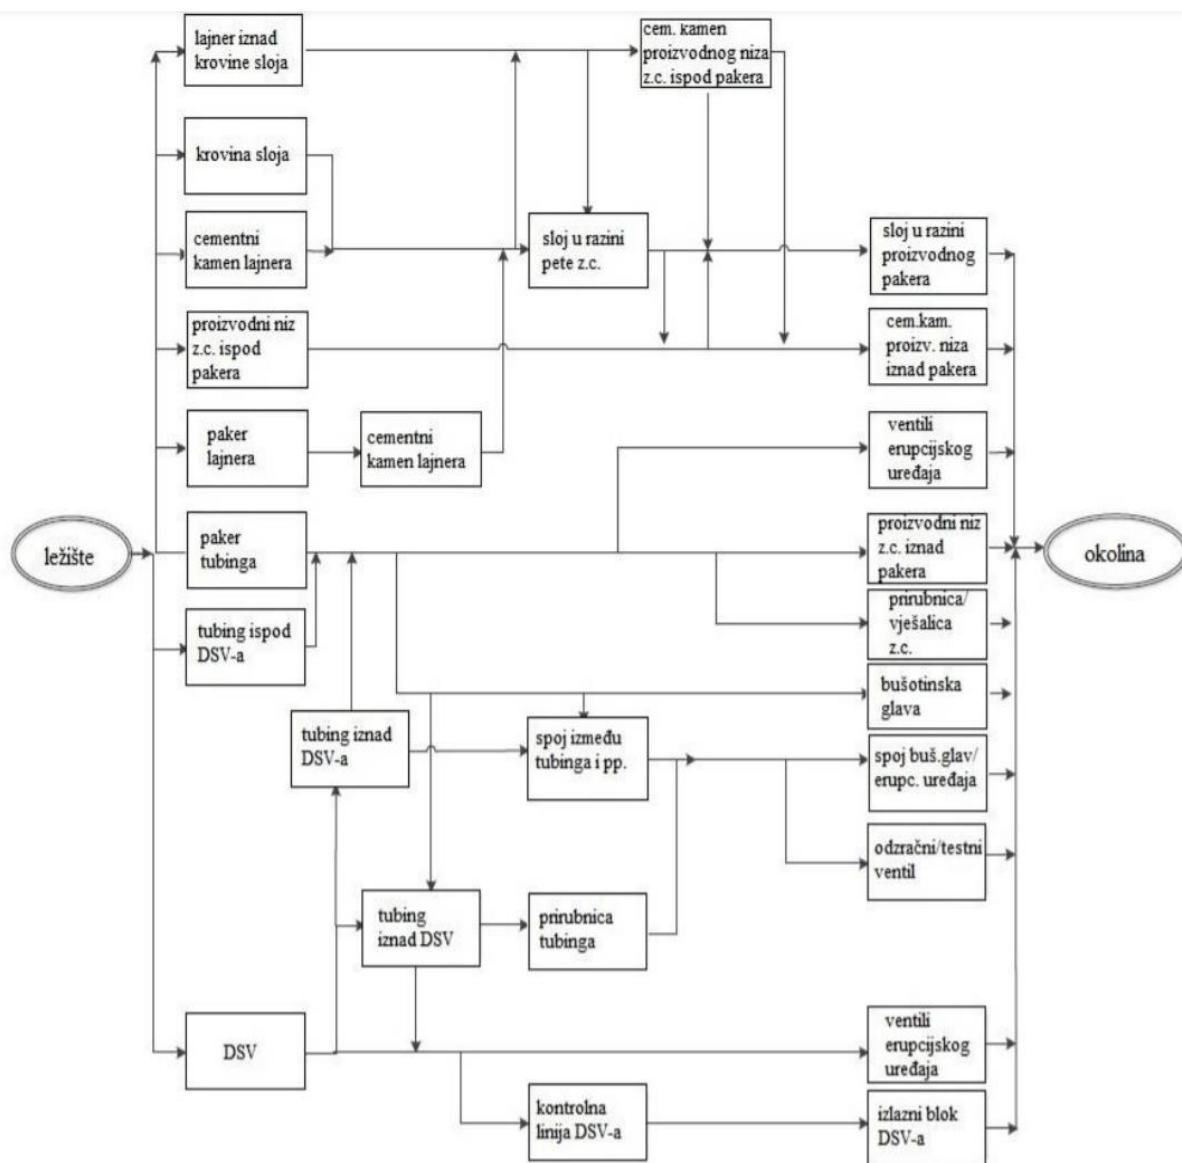 lajner iznad
krovine sloja
cem. kamen
proizvodnog niza
z.c. ispod pakera
krovina sloja
cementni
kamen lajnera
sloj u razini
pete z.c.
sloj u razini
proizvodnog
pakera
proizvodni niz
z.c. ispod
pakera
cem.kam.
proizv. niza
iznad pakera
paker
lajnera
cementni
kamen lajnera
ventili
erupcijskog
uređaja
ležište
paker
tubinga
proizvodni niz
z.c. iznad
pakera
okolina
tubing ispod
DSV-a
prirubnica/
vješalica
z.c.
bušotinska
glava
tubing iznad
DSV-a
spoj između
tubinga i pp.
spoj buš.glav/
erupc. uređaja
odzračni/testni
ventil
tubing
iznad DSV
prirubnica
tubinga
DSV
ventili
erupcijskog
uređaja
kontrolna
linija DSV-a
izlazni blok
DSV-a